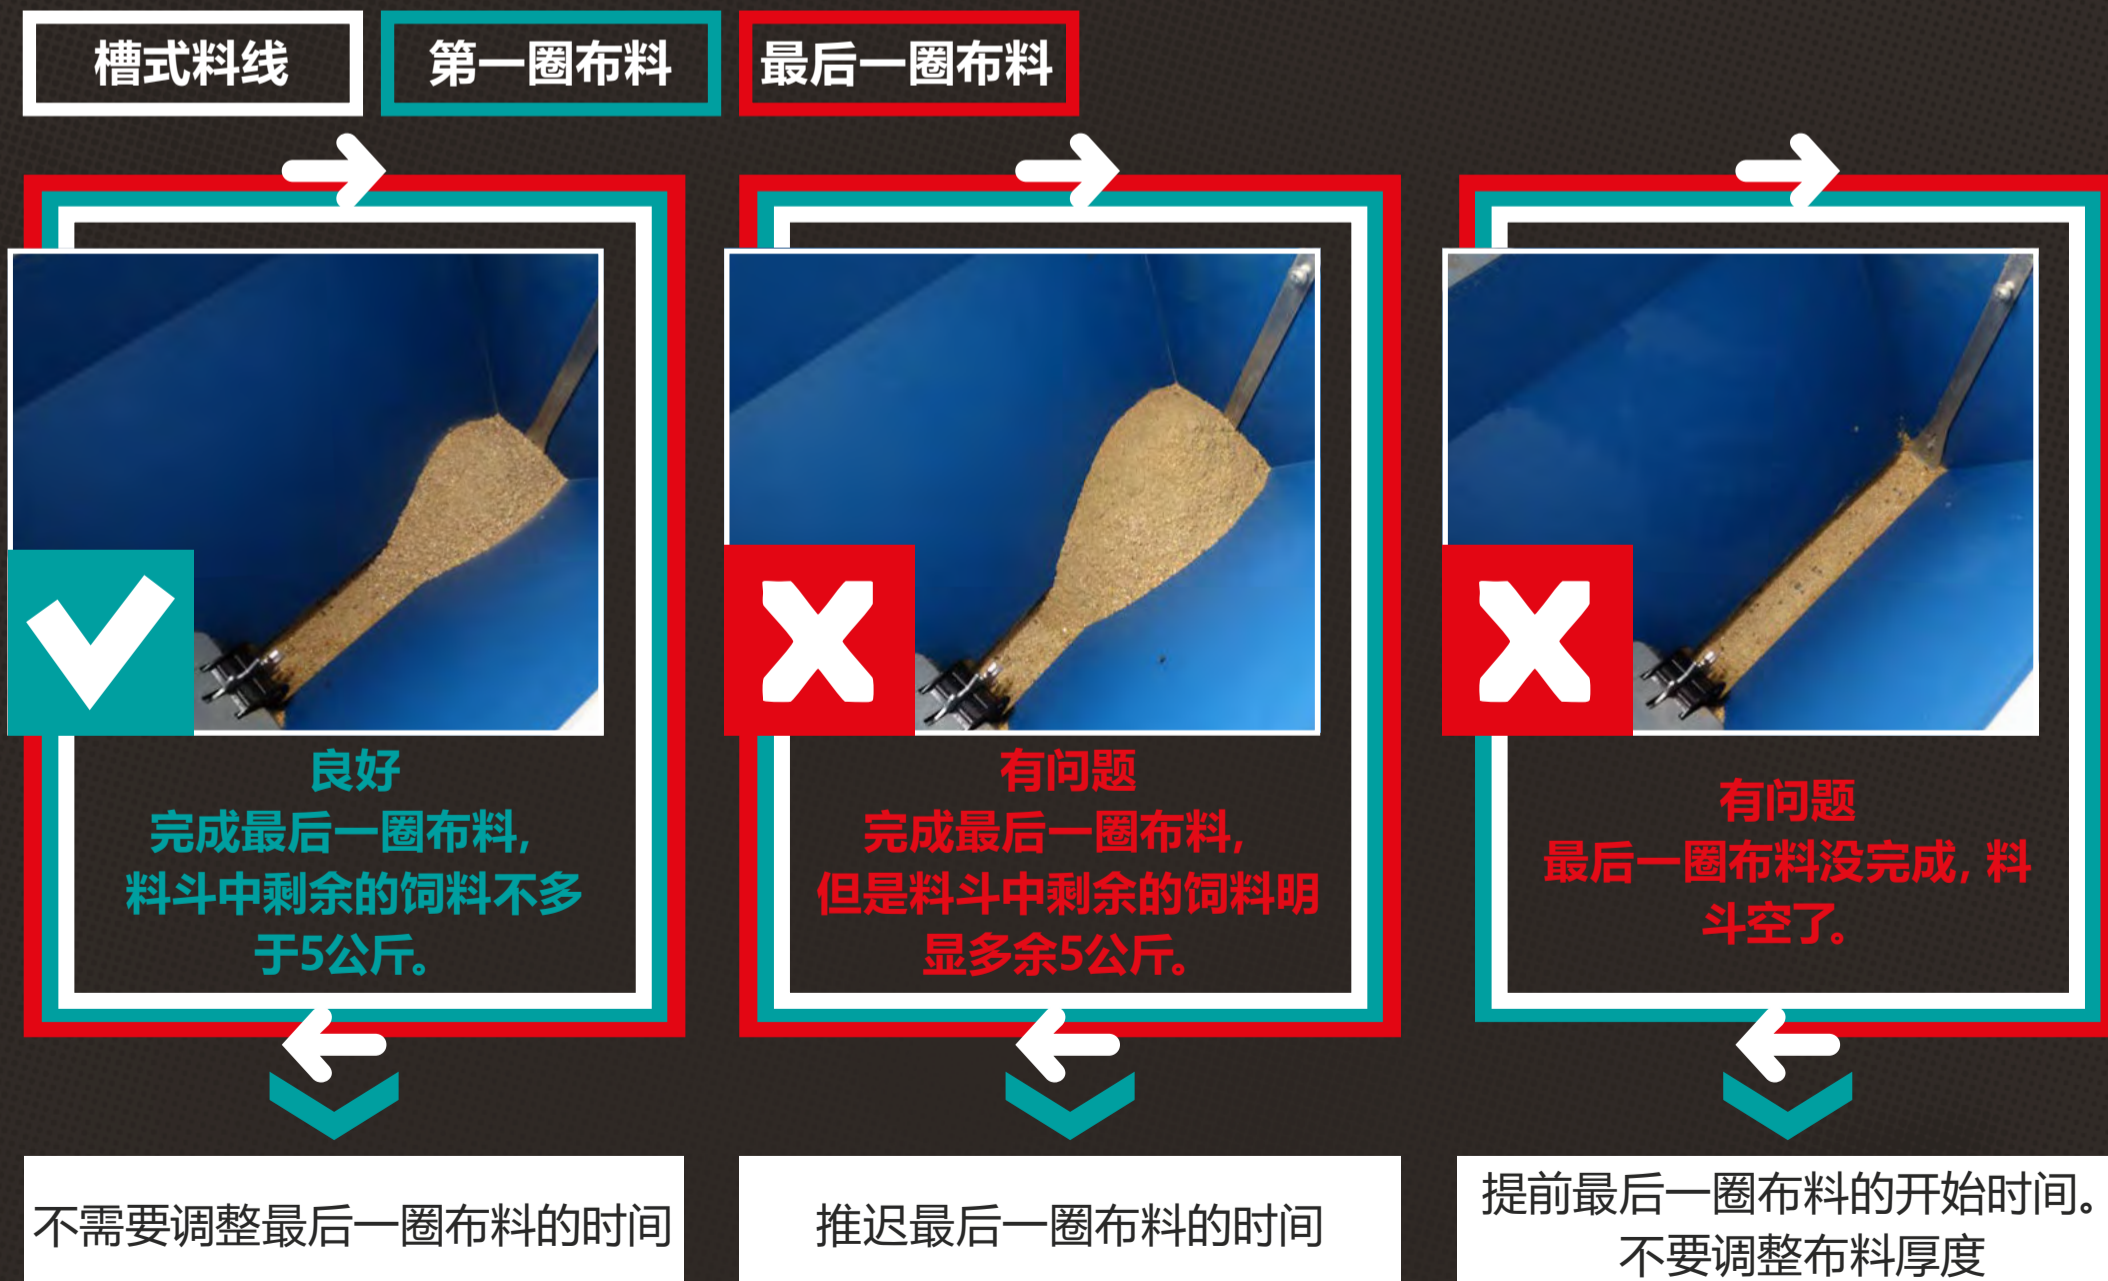 槽式料线
第一圈布料
最后一圈布料
良好
完成最后一圈布料,
料斗中剩余的饲料不多
于5公斤。
有问题
完成最后一圈布料,
但是料斗中剩余的饲料明
显多余5公斤。
有问题
最后一圈布料没完成, 料
斗空了。
不需要调整最后一圈布料的时间
推迟最后一圈布料的时间
提前最后一圈布料的开始时间。
不要调整布料厚度